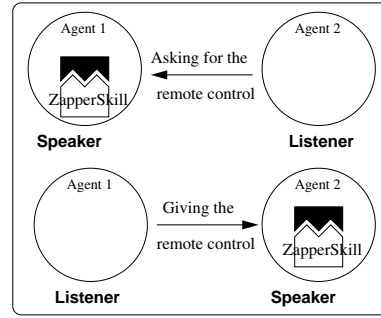 Agent 1
Agent 2
Asking for the
remote control
ZapperSkill
Speaker
Listener
Agent 1
Agent 2
Giving the
remote control
ZapperSkill
Listener
Speaker